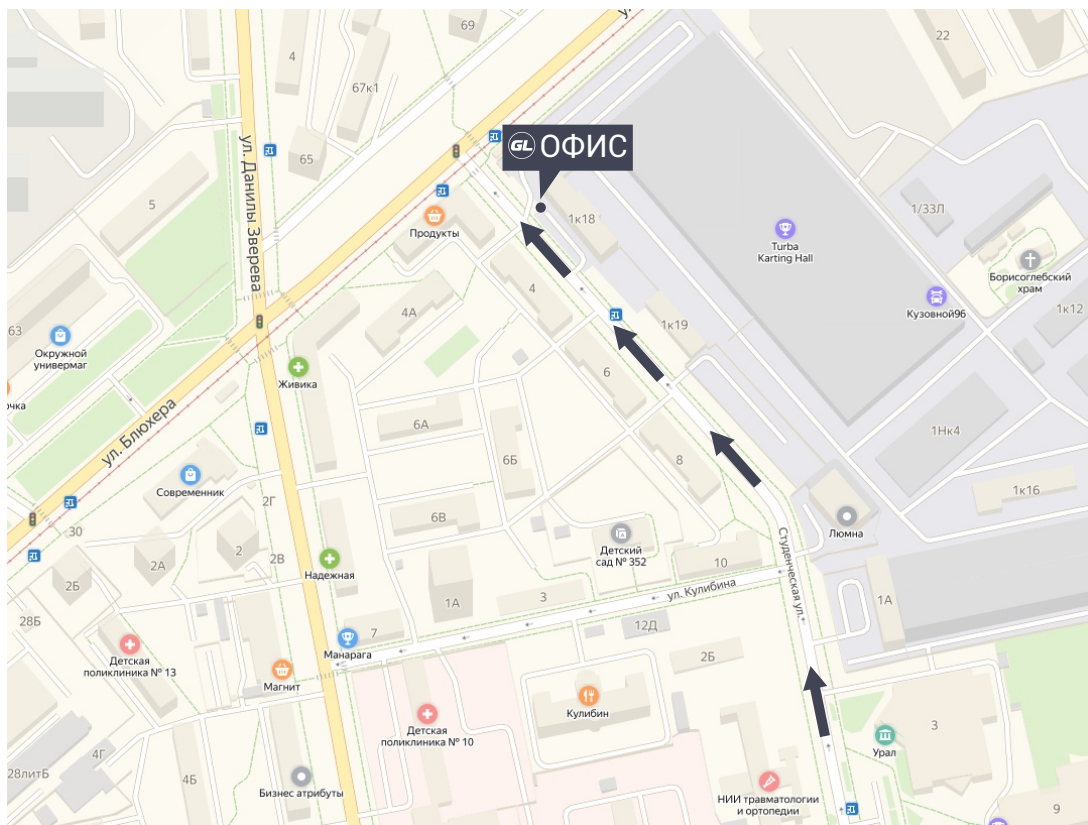 69
ул.
22
4
67к1
65
GL ОФИС
ул. Данилы Зверева
5
Продукты
1к18
Turba
Karting Hall
1/33Л
Борисоглебский
храм
Кузовной96
1к12
63
Окружной
универмаг
4
4А
1к19
Живика
очка
6
ул. Блюхера
6А
6Б
8
1Нк4
Современник
2Г
1к16
Люмна
6В
30
2
2А
2В
2Б
Надежная
Детский
сад № 352
10
Студенческая ул.
ул. Кулибина
1А
3
1А
28Б
7
12Д
Манарага
Детская
поликлиника № 13
2Б
Магнит
Кулибин
Детская
поликлиника № 10
3
Урал
4Г
28литБ
4Б
Бизнес атрибуты
НИИ травматологии
и ортопедии
9